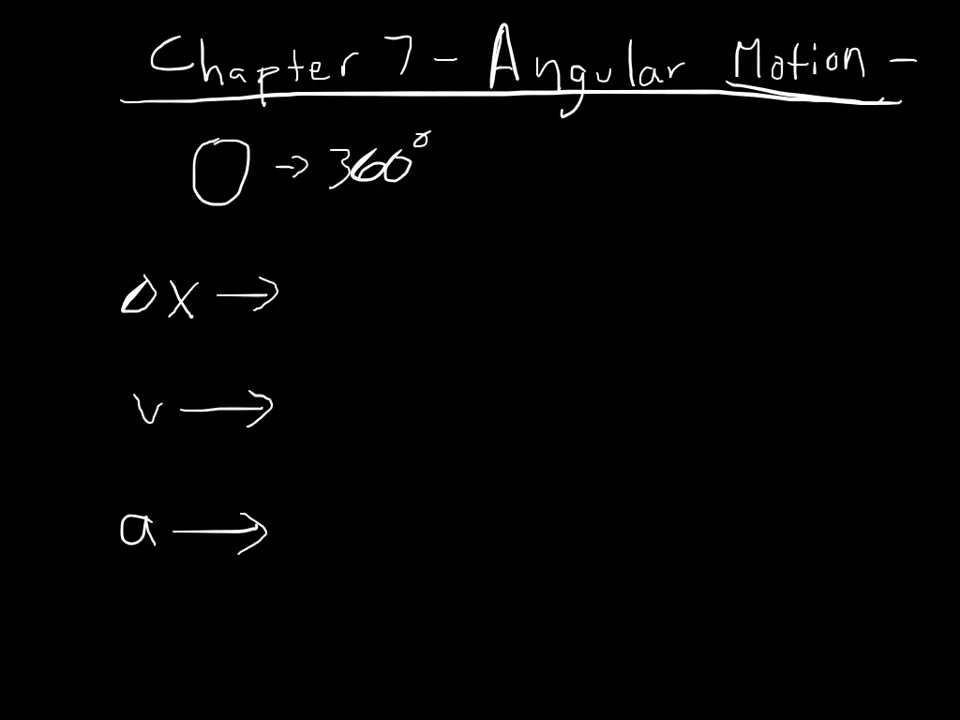 Chapter 7 - Angular Motion -
→ 360°
Δx →
v →
a →